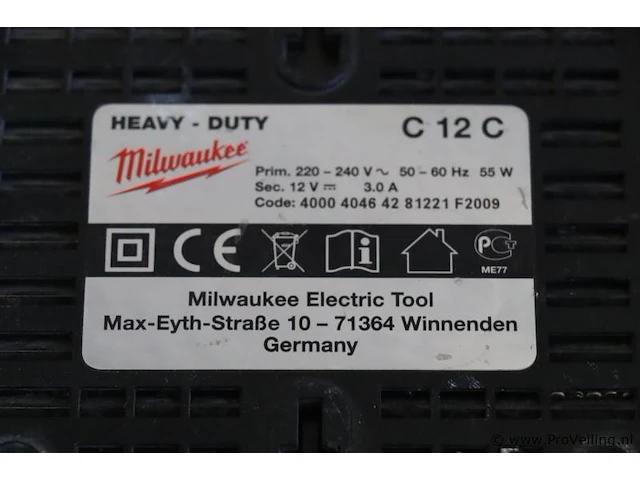 HEAVY - DUTY
C 12 C
Milwaukee
Prim. 220 – 240 V ~ 50 – 60 Hz 55 W
Sec. 12 V ⎓ 3.0 A
Code: 4000 4046 42 81221 F2009
CE
i
PCT
ME77
Milwaukee Electric Tool
Max-Eyth-Straße 10 – 71364 Winnenden
Germany
© www.ProVeiling.nl